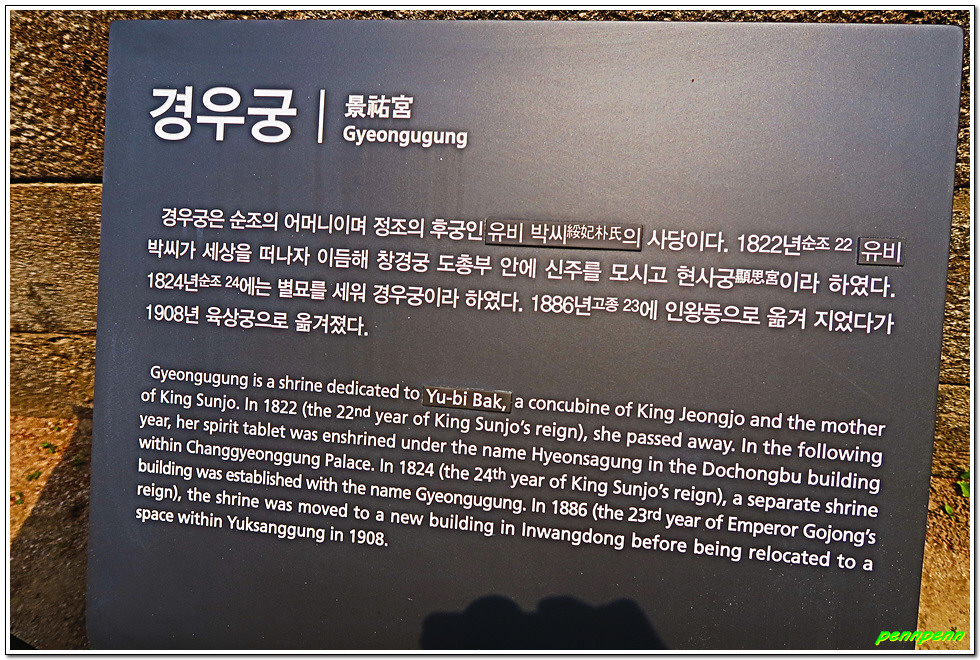 경우궁
景祐宮
Gyeongugung
경우궁은 순조의 어머니이며 정조의 후궁인 유비 박씨綏妃朴氏의 사당이다. 1822년순조 22 유비
박씨가 세상을 떠나자 이듬해 창경궁 도총부 안에 신주를 모시고 현사궁顯思宮이라 하였다.
1824년순조 24에는 별묘를 세워 경우궁이라 하였다. 1886년고종 23에 인왕동으로 옮겨 지었다가
1908년 육상궁으로 옮겨졌다.
Gyeongugung is a shrine dedicated to Yu-bi Bak, a concubine of King Jeongjo and the mother
of King Sunjo. In 1822 (the 22nd year of King Sunjo's reign), she passed away. In the following
year, her spirit tablet was enshrined under the name Hyeonsagung in the Dochongbu building
within Changgyeonggung Palace. In 1824 (the 24th year of King Sunjo's reign), a separate shrine
building was established with the name Gyeongugung. In 1886 (the 23rd year of Emperor Gojong's
reign), the shrine was moved to a new building in Inwangdong before being relocated to a
space within Yuksanggung in 1908.
pennpenn